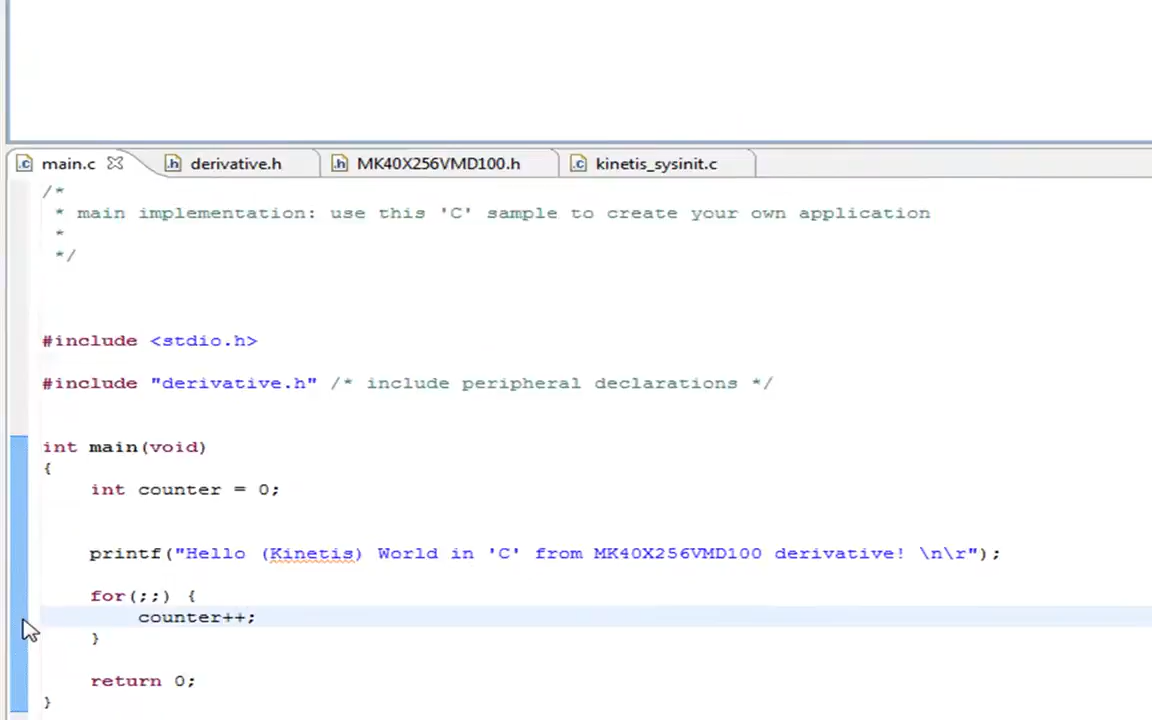 main.c derivative.h MK40X256VMD100.h kinetis_sysinit.c
/*
* main implementation: use this 'C' sample to create your own application
*
*/
#include <stdio.h>
#include "derivative.h" /* include peripheral declarations */
int main(void)
{
int counter = 0;
printf("Hello (Kinetis) World in 'C' from MK40X256VMD100 derivative! \n\r");
for(;;) {
counter++;
}
return 0;
}